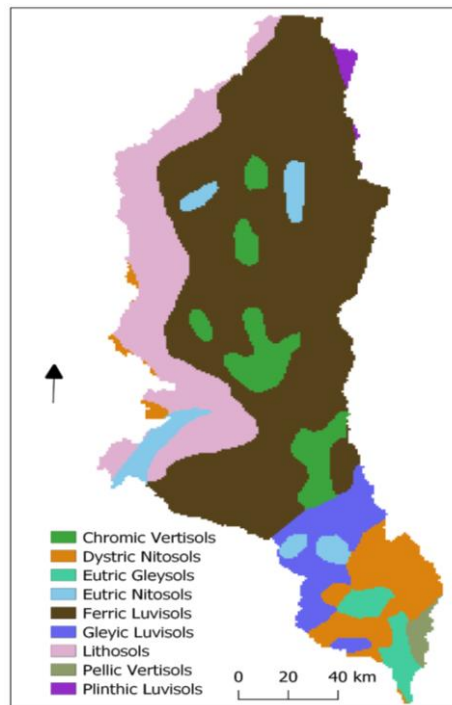 Chromic Vertisols
Dystric Nitosols
Eutric Gleysols
Eutric Nitosols
Ferric Luvisols
Gleyic Luvisols
Lithosols
Pellic Vertisols
Plinthic Luvisols
0 20 40 km